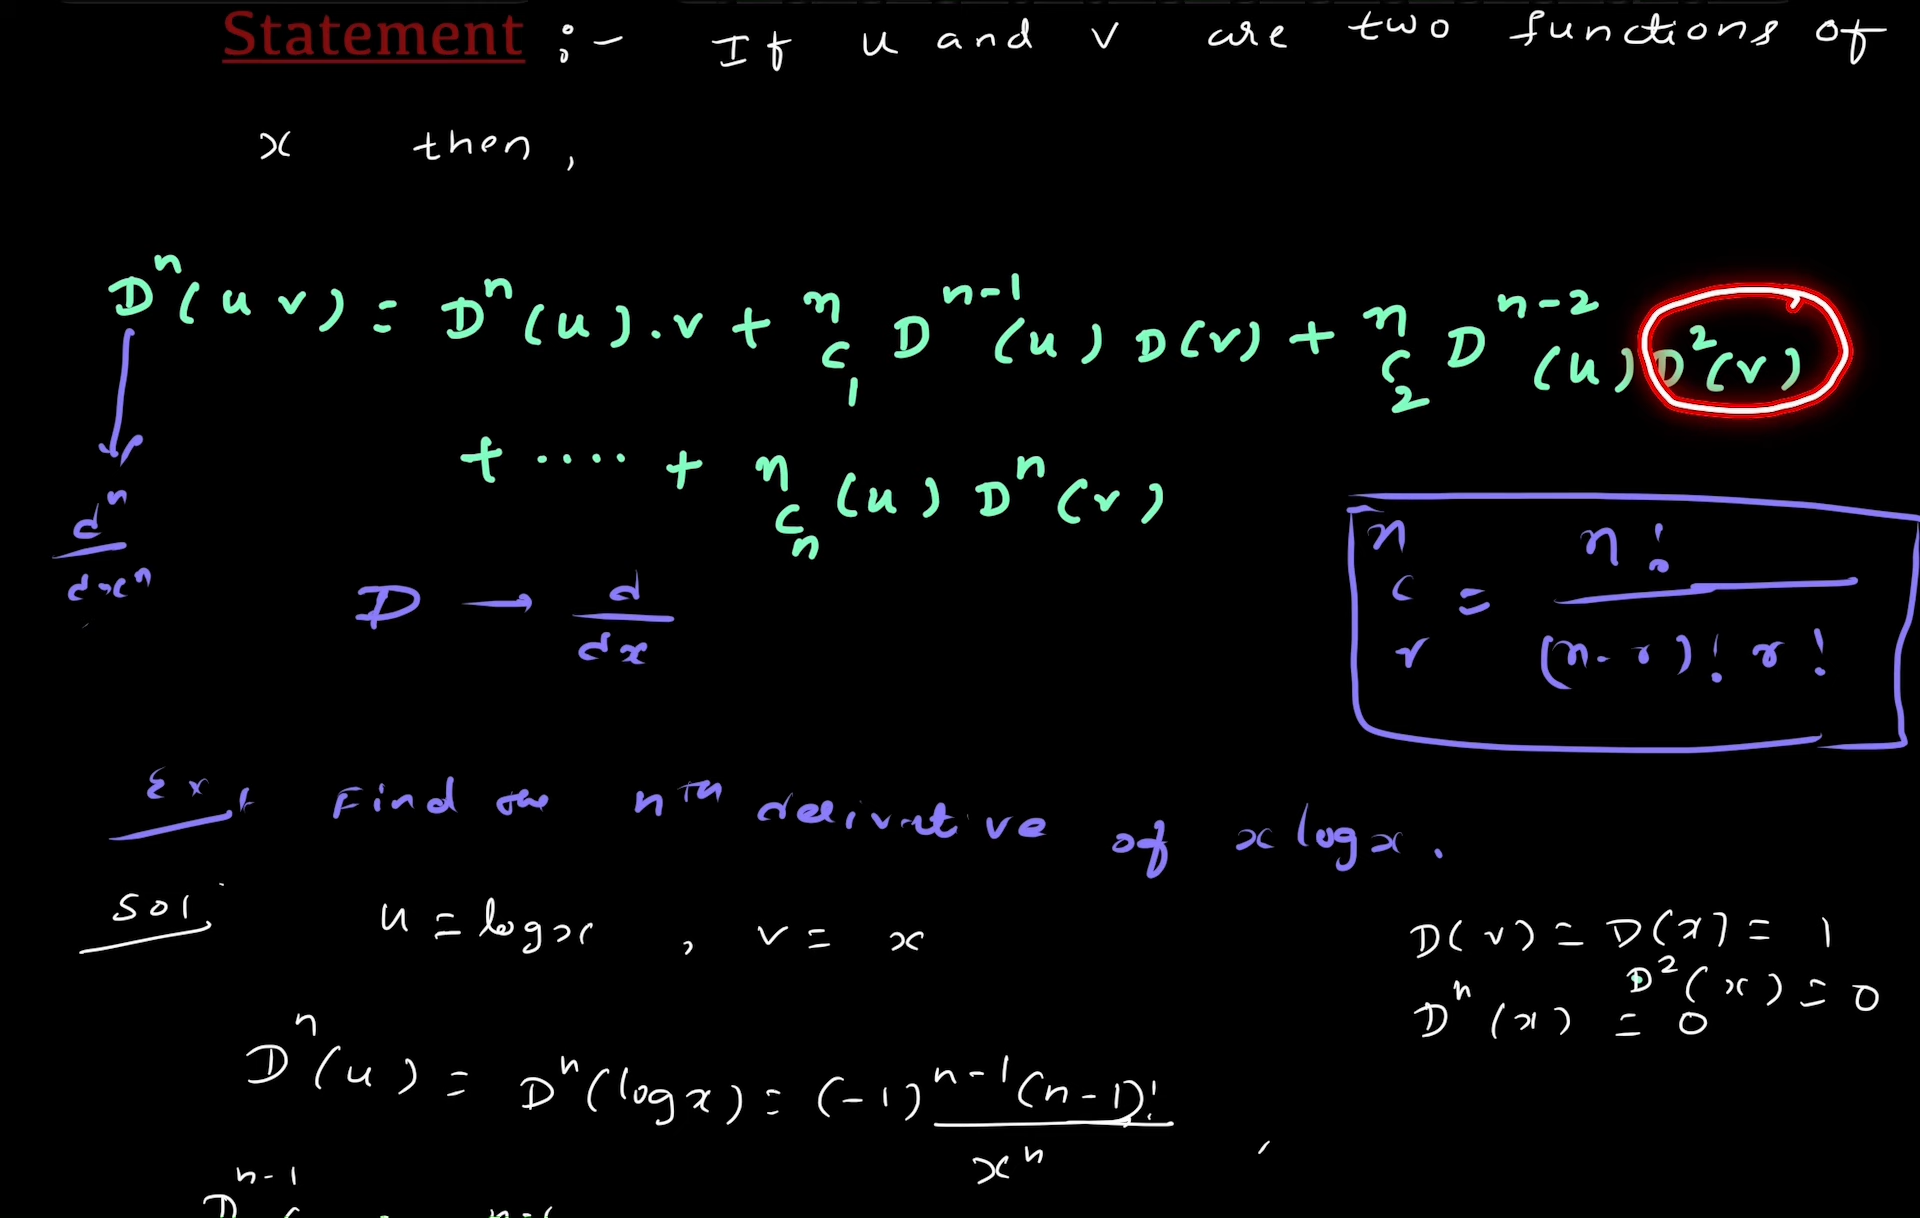 Statement :- If u and v are two functions of
x then,
Dⁿ(uv) = Dⁿ(u).v + ⁿC₁ Dⁿ⁻¹(u) D(v) + ⁿC₂ Dⁿ⁻²(u) D²(v)
+ .... + ⁿCₙ (u) Dⁿ(v)
dⁿ/dxⁿ
D → d/dx
ⁿCᵣ = n!/(n-r)! r!
Ex. Find the nth derivative of x log x.
Sol. u = log x , v = x
D(v) = D(x) = 1
D²(x) = 0
Dⁿ(x) = 0
Dⁿ(u) = Dⁿ(log x) = (-1)ⁿ⁻¹(n-1)!/xⁿ ,
n-1